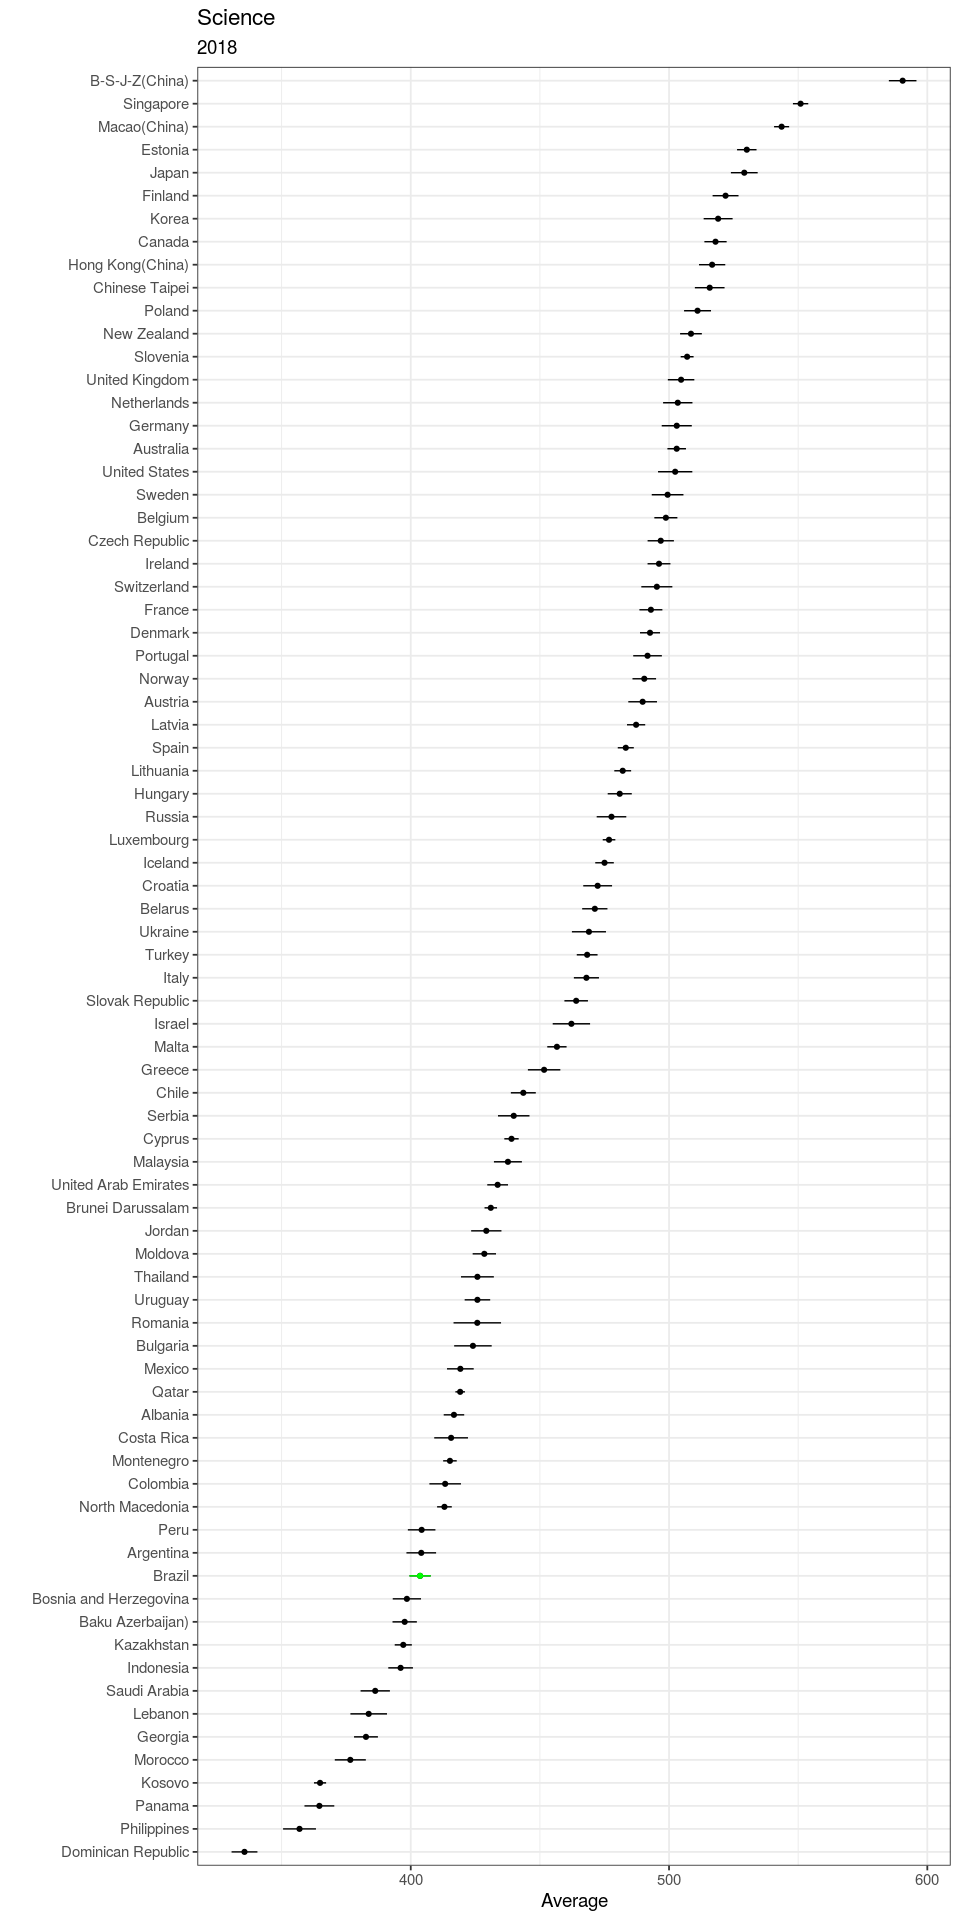 Science
2018
B-S-J-Z(China)
Singapore
Macao(China)
Estonia
Japan
Finland
Korea
Canada
Hong Kong(China)
Chinese Taipei
Poland
New Zealand
Slovenia
United Kingdom
Netherlands
Germany
Australia
United States
Sweden
Belgium
Czech Republic
Ireland
Switzerland
France
Denmark
Portugal
Norway
Austria
Latvia
Spain
Lithuania
Hungary
Russia
Luxembourg
Iceland
Croatia
Belarus
Ukraine
Turkey
Italy
Slovak Republic
Israel
Malta
Greece
Chile
Serbia
Cyprus
Malaysia
United Arab Emirates
Brunei Darussalam
Jordan
Moldova
Thailand
Uruguay
Romania
Bulgaria
Mexico
Qatar
Albania
Costa Rica
Montenegro
Colombia
North Macedonia
Peru
Argentina
Brazil
Bosnia and Herzegovina
Baku Azerbaijan)
Kazakhstan
Indonesia
Saudi Arabia
Lebanon
Georgia
Morocco
Kosovo
Panama
Philippines
Dominican Republic
400 500 600
Average